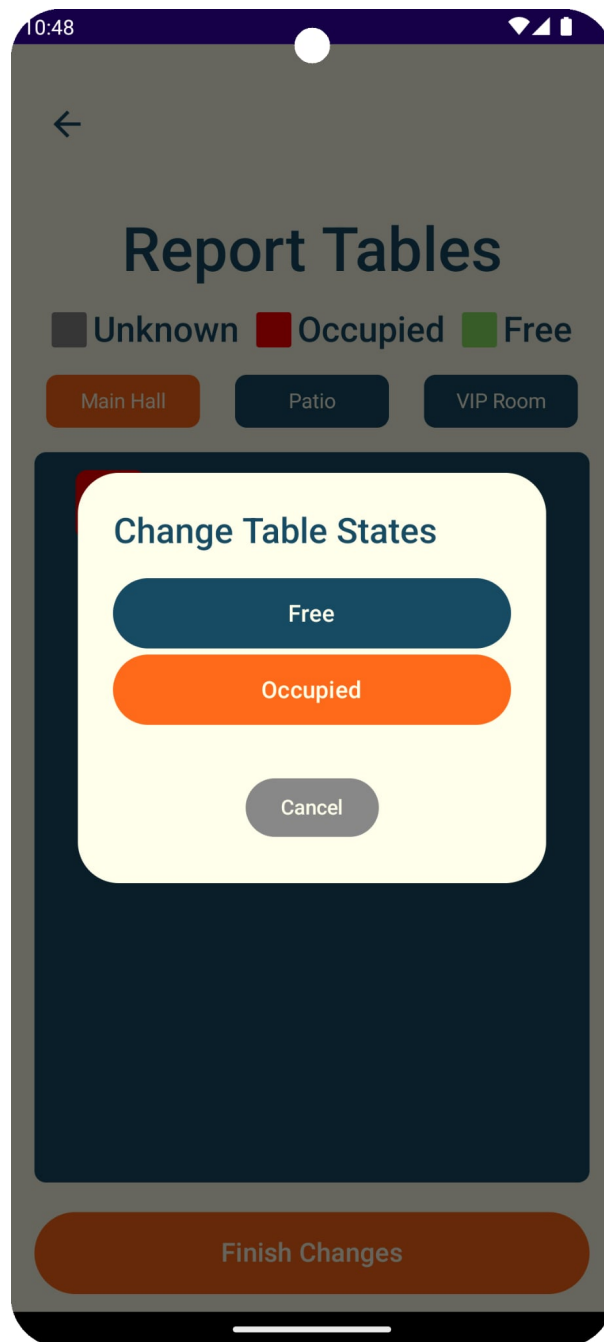 10:48
Report Tables
Unknown Occupied Free
Main Hall Patio VIP Room
Change Table States
Free
Occupied
Cancel
Finish Changes